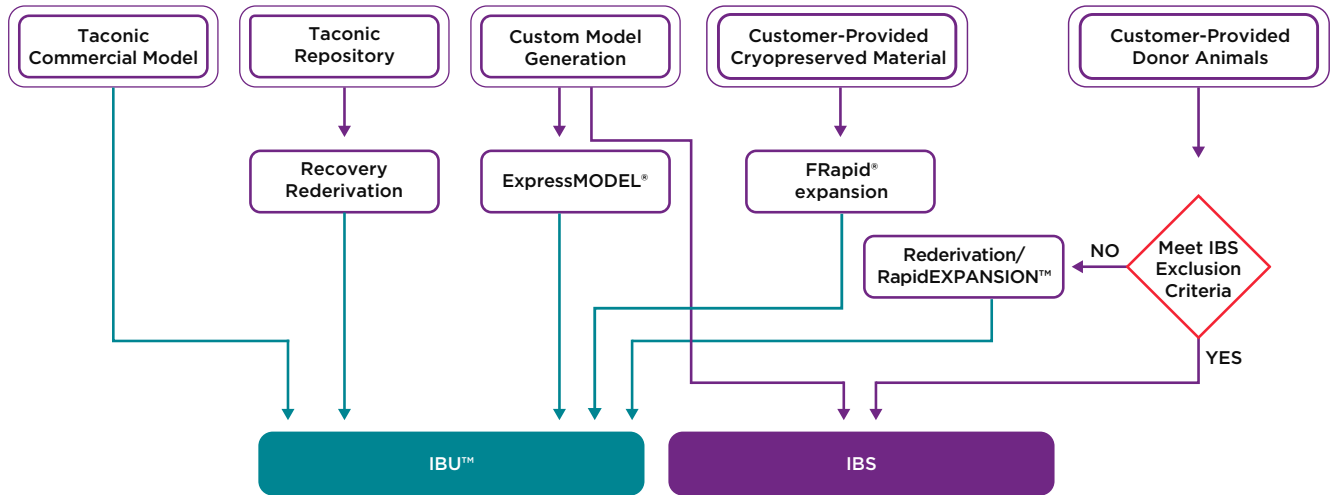 Taconic
Commercial Model
Taconic
Repository
Custom Model
Generation
Customer-Provided
Cryopreserved Material
Customer-Provided
Donor Animals
Recovery
Rederivation
ExpressMODEL®
FRapid®
expansion
Rederivation/
RapidEXPANSION™
NO
Meet IBS
Exclusion
Criteria
YES
IBU™
IBS